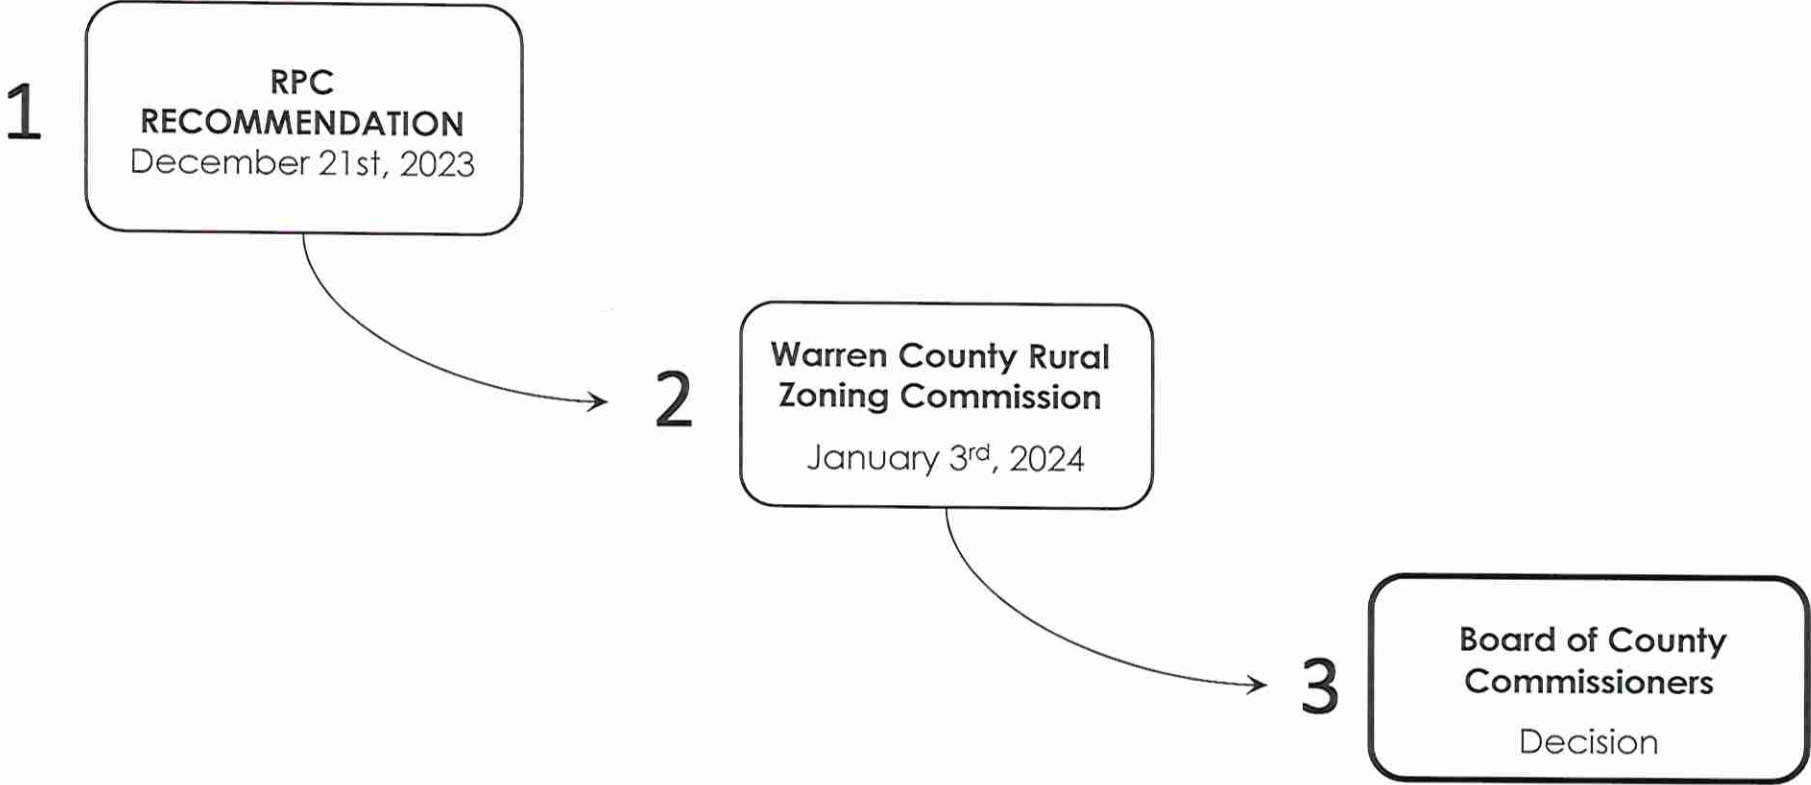 1
RPC
RECOMMENDATION
December 21st, 2023
2
Warren County Rural
Zoning Commission
January 3rd, 2024
3
Board of County
Commissioners
Decision